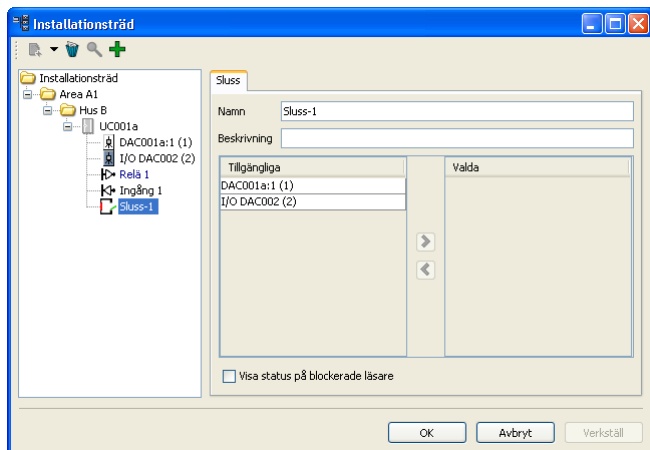 Installationsträd
Installationsträd
Area A1
Hus B
UC001a
DAC001a:1 (1)
I/O DAC002 (2)
Relä 1
Ingång 1
Sluss-1
Sluss
Namn Sluss-1
Beskrivning
Tillgängliga Valda
DAC001a:1 (1)
I/O DAC002 (2)
Visa status på blockerade läsare
OK Avbryt Verkställ